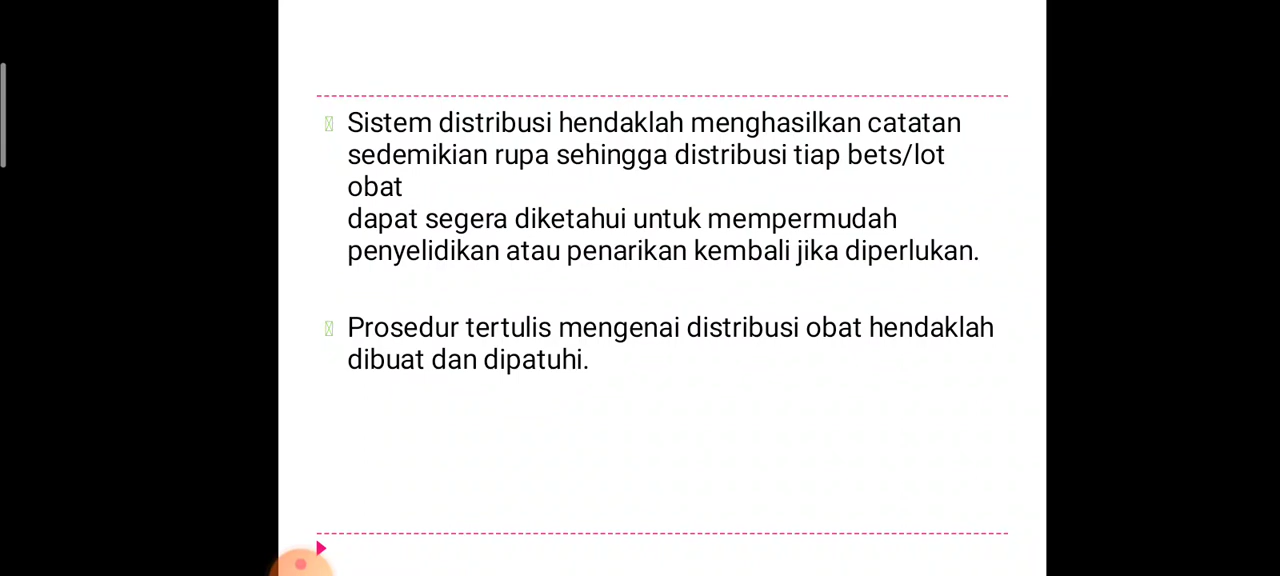 Sistem distribusi hendaklah menghasilkan catatan
sedemikian rupa sehingga distribusi tiap bets/lot
obat
dapat segera diketahui untuk mempermudah
penyelidikan atau penarikan kembali jika diperlukan.
Prosedur tertulis mengenai distribusi obat hendaklah
dibuat dan dipatuhi.